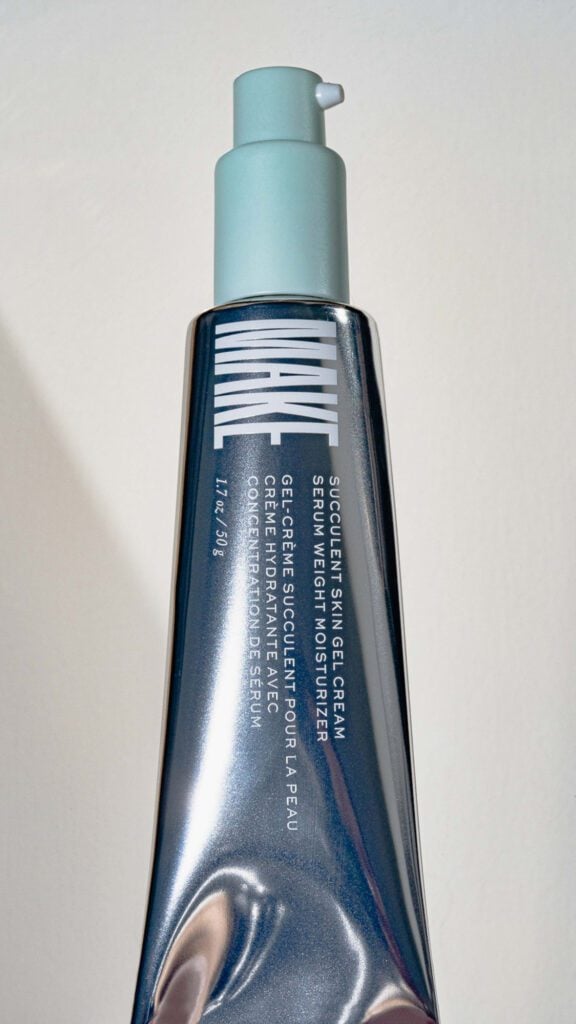 MAKE
SUCCULENT SKIN GEL CREAM
SERUM WEIGHT MOISTURIZER
GEL-CRÈME SUCCULENT POUR LA PEAU
CRÈME HYDRATANTE AVEC
CONCENTRATION DE SÉRUM
1.7 oz / 50 g